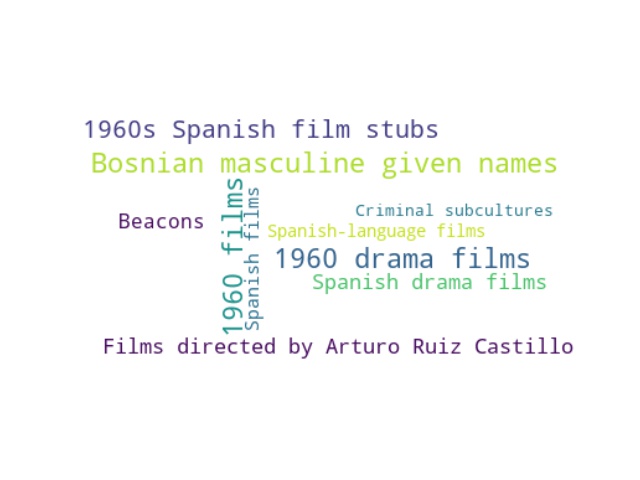 1960s Spanish film stubs
Bosnian masculine given names
1960 films
Spanish films
Beacons
Criminal subcultures
Spanish-language films
1960 drama films
Spanish drama films
Films directed by Arturo Ruiz Castillo